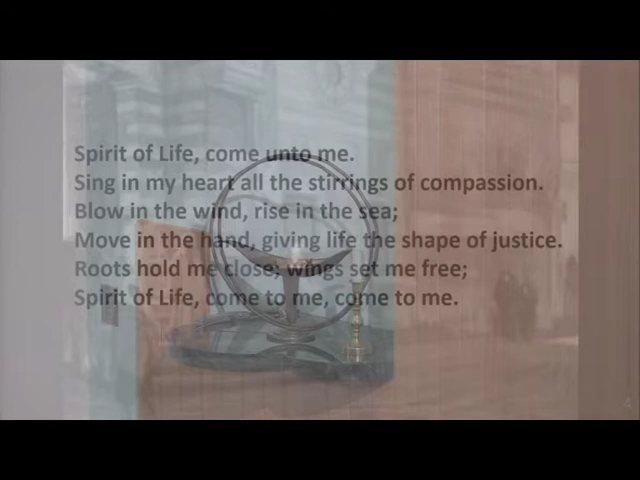 Spirit of Life, come unto me.
Sing in my heart all the stirrings of compassion.
Blow in the wind, rise in the sea;
Move in the hand, giving life the shape of justice.
Roots hold me close; wings set me free;
Spirit of Life, come to me, come to me.